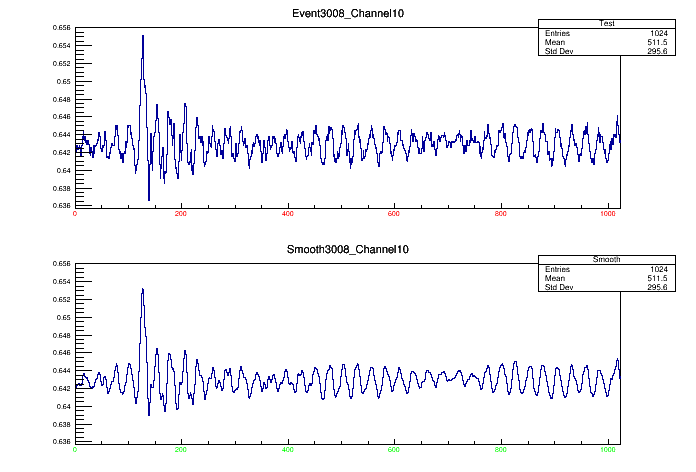 Event3008_Channel10
Test
Entries 1024
Mean 511.5
Std Dev 295.6
0.656
0.654
0.652
0.65
0.648
0.646
0.644
0.642
0.64
0.638
0.636
0 200 400 600 800 1000
Smooth3008_Channel10
Smooth
Entries 1024
Mean 511.5
Std Dev 295.6
0.656
0.654
0.652
0.65
0.648
0.646
0.644
0.642
0.64
0.638
0.636
0 200 400 600 800 1000